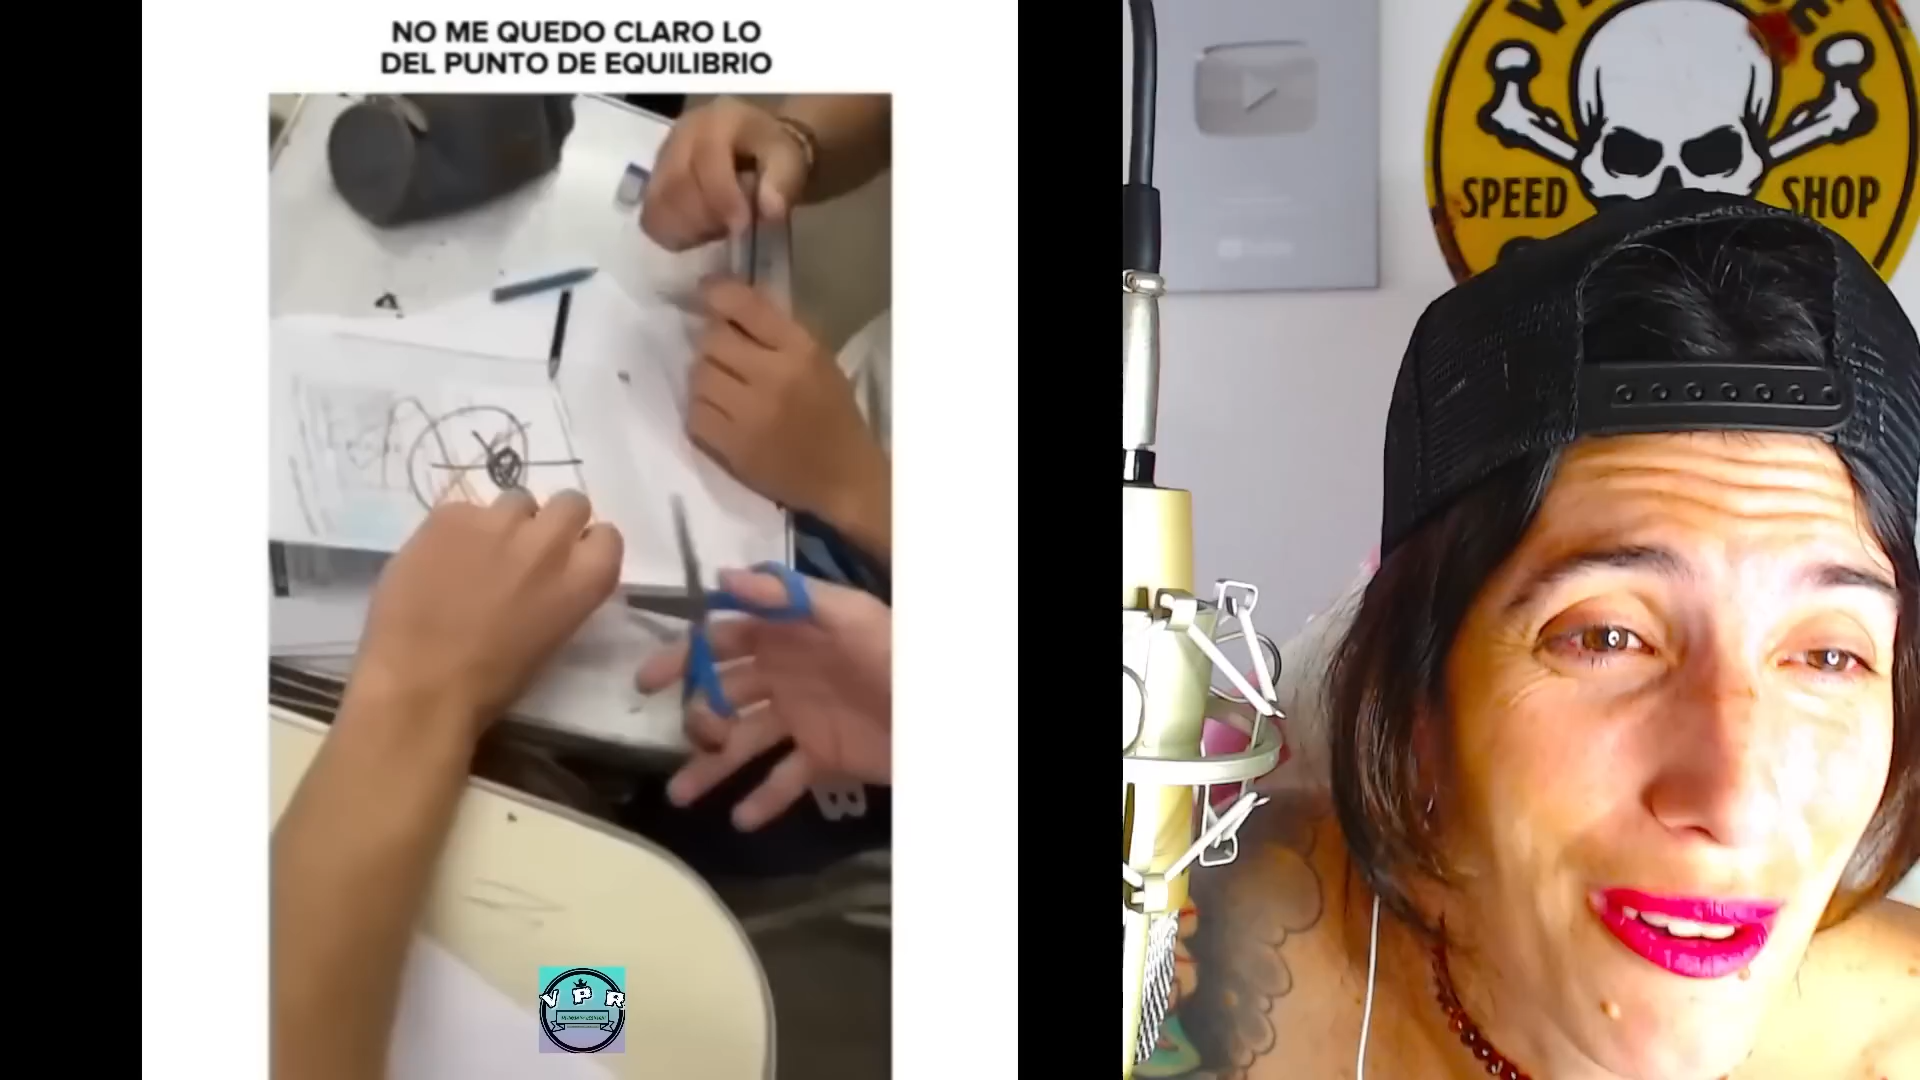 NO ME QUEDO CLARO LO
DEL PUNTO DE EQUILIBRIO
SPEED
SHOP
B
VPR